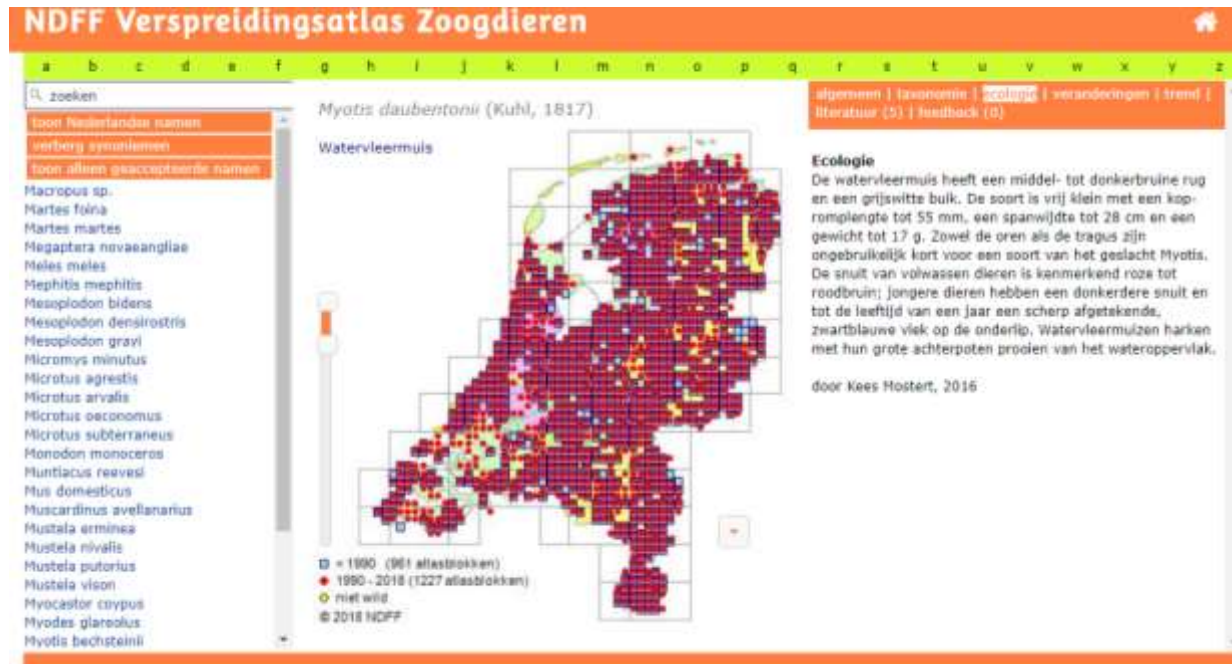 NDFF Verspreidingsatlas Zoogdieren
a b c d e f g h i j k l m n o p q r s t u v w x y z
zoeken
toon Nederlandse namen
verberg synoniemen
toon alleen geaccepteerde namen
Macropus sp.
Martes foina
Martes martes
Megaptera novaeangliae
Meles meles
Mephitis mephitis
Mesoplodon bidens
Mesoplodon densirostris
Mesoplodon grayi
Micromys minutus
Microtus agrestis
Microtus arvalis
Microtus oeconomus
Microtus subterraneus
Monodon monoceros
Muntiacus reevesi
Mus domesticus
Muscardinus avellanarius
Mustela erminea
Mustela nivalis
Mustela putorius
Mustela vison
Myocastor coypus
Myodes glareolus
Myotis bechsteinii
Myotis daubentonii (Kuhl, 1817)
Watervleermuis
< 1990 (961 atlasblokken)
1990 - 2018 (1227 atlasblokken)
niet wild
© 2018 NDFF
algemeen | taxonomie | ecologie | veranderingen | trend |
literatuur (5) | feedback (0)
Ecologie
De watervleermuis heeft een middel- tot donkerbruine rug
en een grijswitte buik. De soort is vrij klein met een kop-
romplengte tot 55 mm, een spanwijdte tot 28 cm en een
gewicht tot 17 g. Zowel de oren als de tragus zijn
ongebruikelijk kort voor een soort van het geslacht Myotis.
De snuit van volwassen dieren is kenmerkend roze tot
roodbruin; jongere dieren hebben een donkerdere snuit en
tot de leeftijd van een jaar een scherp afgetekende,
zwartblauwe vlek op de onderlip. Watervleermuizen harken
met hun grote achterpoten prooien van het wateroppervlak.
door Kees Mostert, 2016